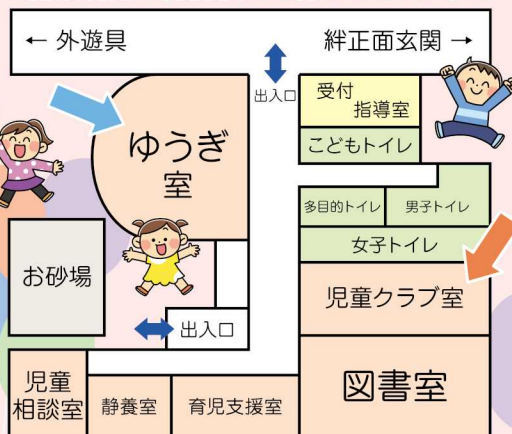 ← 外遊具
絆正面玄関 →
出入口
受付
指導室
こどもトイレ
ゆうぎ
室
多目的トイレ
男子トイレ
女子トイレ
お砂場
児童クラブ室
出入口
図書室
児童
相談室
静養室
育児支援室